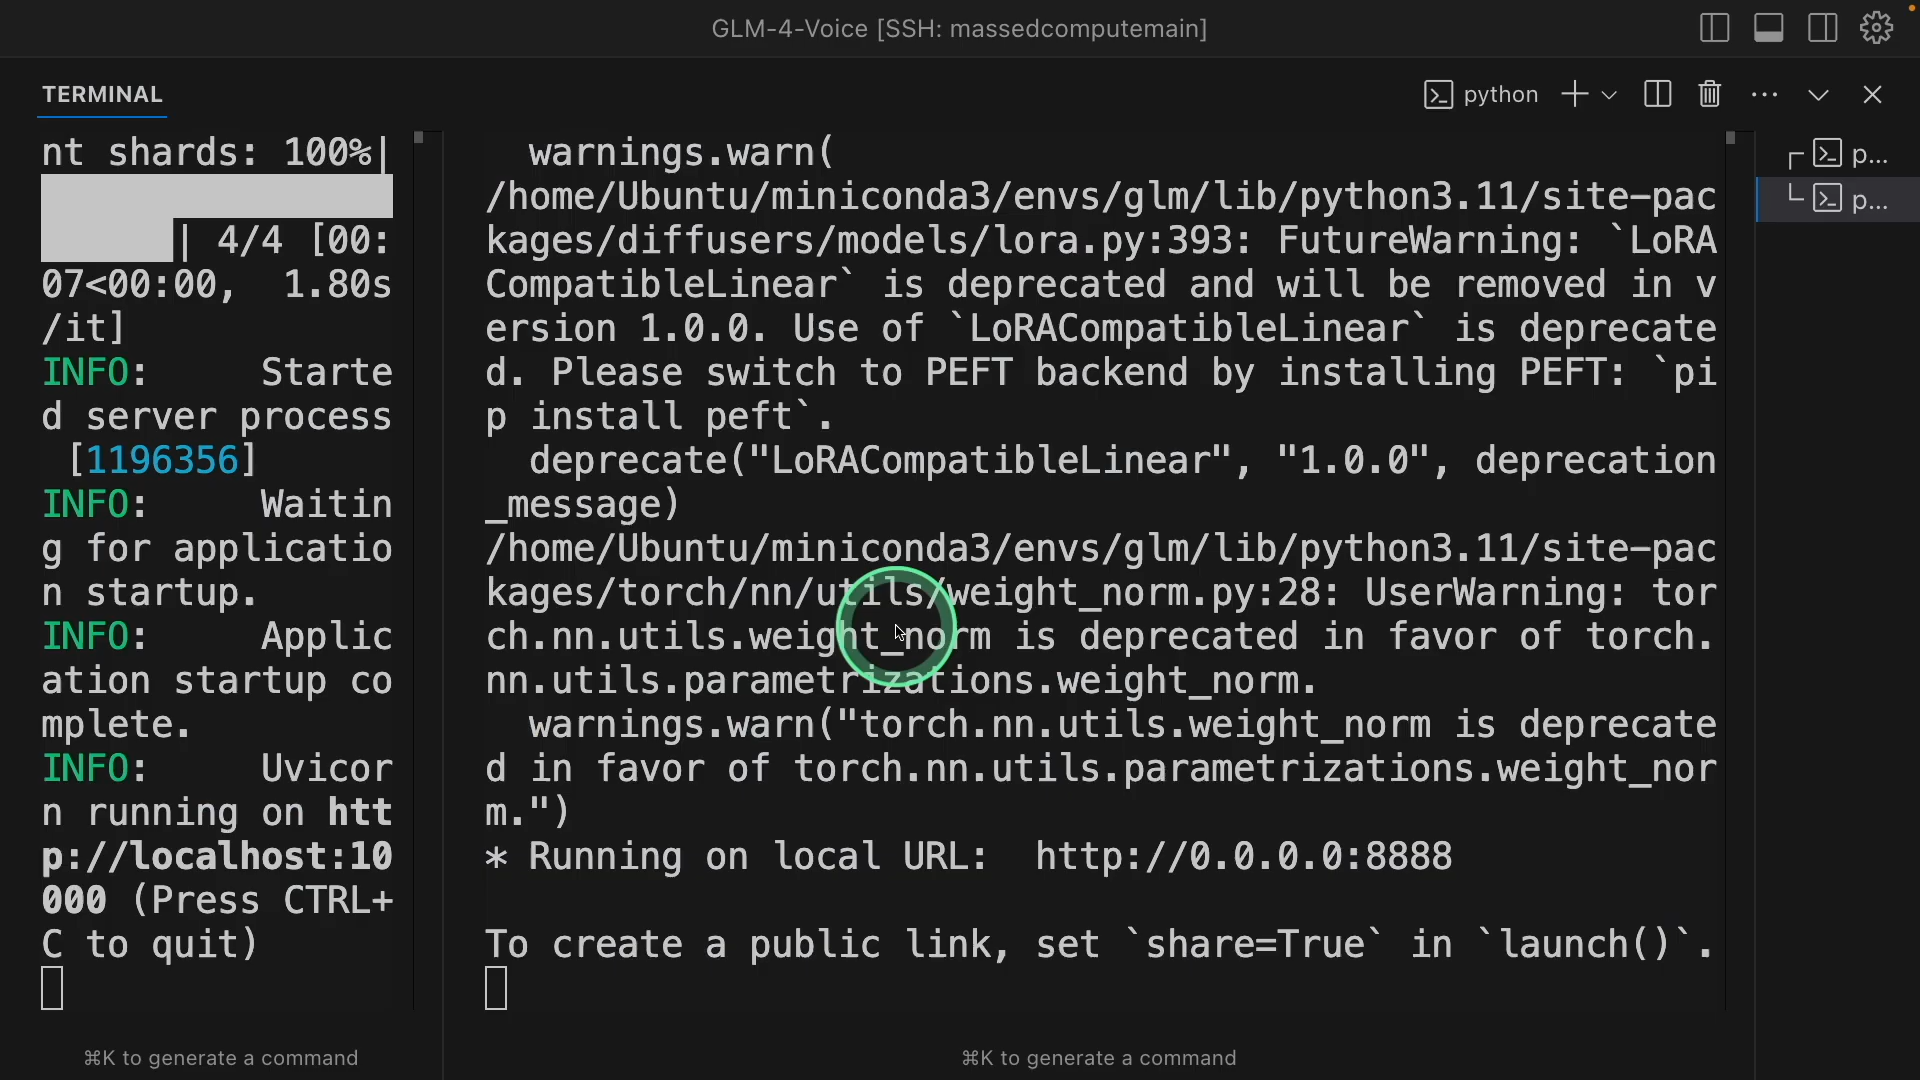 GLM-4-Voice [SSH: massedcomputemain]
TERMINAL
python
nt shards: 100%|
| 4/4 [00:
07<00:00,  1.80s
/it]
INFO:     Starte
d server process
[1196356]
INFO:     Waitin
g for applicatio
n startup.
INFO:     Applic
ation startup co
mplete.
INFO:     Uvicor
n running on htt
p://localhost:10
000 (Press CTRL+
C to quit)
⌘K to generate a command
warnings.warn(
/home/Ubuntu/miniconda3/envs/glm/lib/python3.11/site-pac
kages/diffusers/models/lora.py:393: FutureWarning: `LoRA
CompatibleLinear` is deprecated and will be removed in v
ersion 1.0.0. Use of `LoRACompatibleLinear` is deprecate
d. Please switch to PEFT backend by installing PEFT: `pi
p install peft`.
deprecate("LoRACompatibleLinear", "1.0.0", deprecation
_message)
/home/Ubuntu/miniconda3/envs/glm/lib/python3.11/site-pac
kages/torch/nn/utils/weight_norm.py:28: UserWarning: tor
ch.nn.utils.weight_norm is deprecated in favor of torch.
nn.utils.parametrizations.weight_norm.
warnings.warn("torch.nn.utils.weight_norm is deprecate
d in favor of torch.nn.utils.parametrizations.weight_nor
m.")
* Running on local URL:  http://0.0.0.0:8888
To create a public link, set `share=True` in `launch()`.
⌘K to generate a command
p...
p...